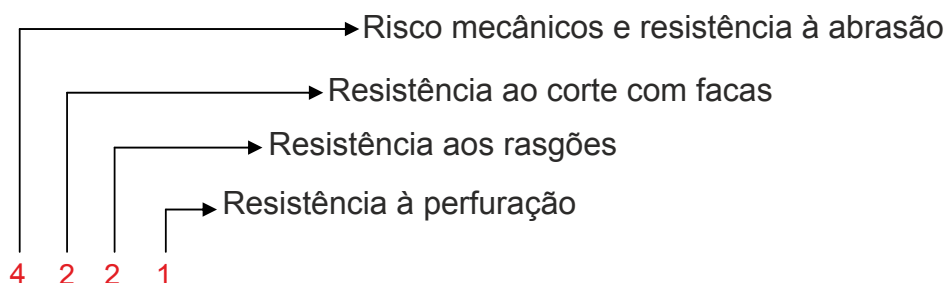 Risco mecânicos e resistência à abrasão
Resistência ao corte com facas
Resistência aos rasgões
Resistência à perfuração
4 2 2 1